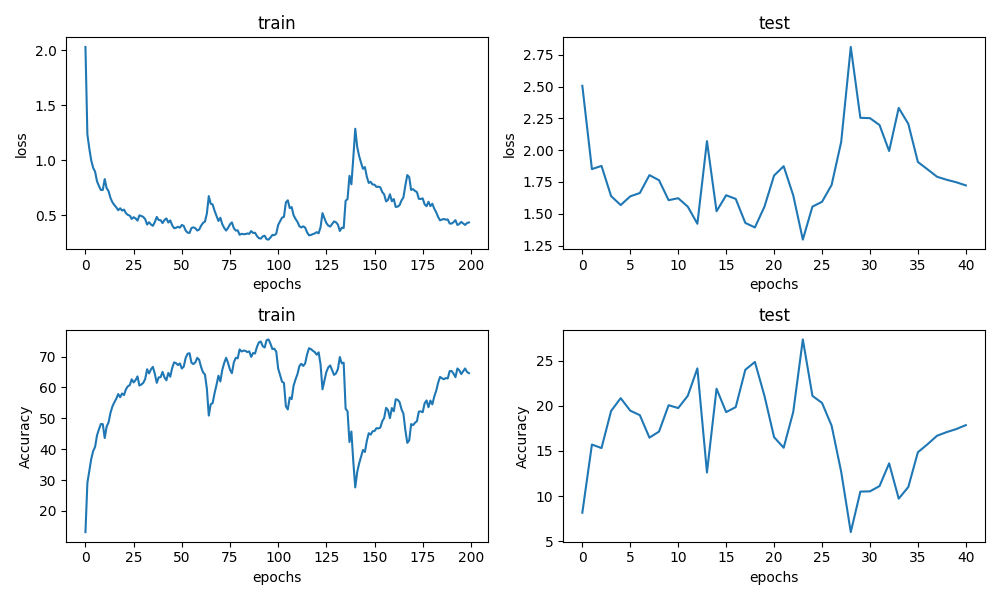 train
test
2.0
1.5
1.0
0.5
loss
0 25 50 75 100 125 150 175 200
epochs
2.75
2.50
2.25
2.00
1.75
1.50
1.25
loss
0 5 10 15 20 25 30 35 40
epochs
train
test
70
60
50
40
30
20
Accuracy
0 25 50 75 100 125 150 175 200
epochs
25
20
15
10
5
Accuracy
0 5 10 15 20 25 30 35 40
epochs